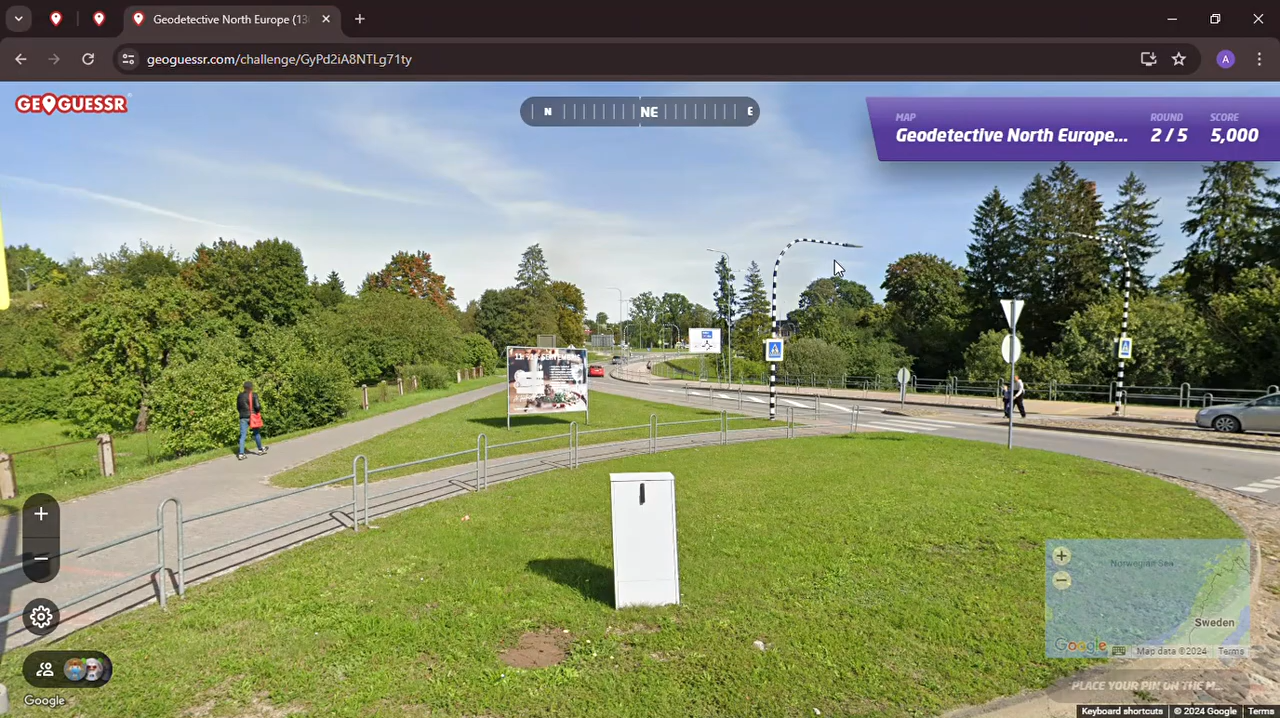 Geodetective North Europe (13
geoguessr.com/challenge/GyPd2iA8NTLg71ty
A
GEOGUESSR
N NE E
MAP ROUND SCORE
Geodetective North Europe... 2 / 5 5,000
Norwegian Sea
Sweden
Google Map data ©2024 Terms
PLACE YOUR PIN ON THE M...
Google
Keyboard shortcuts © 2024 Google Terms